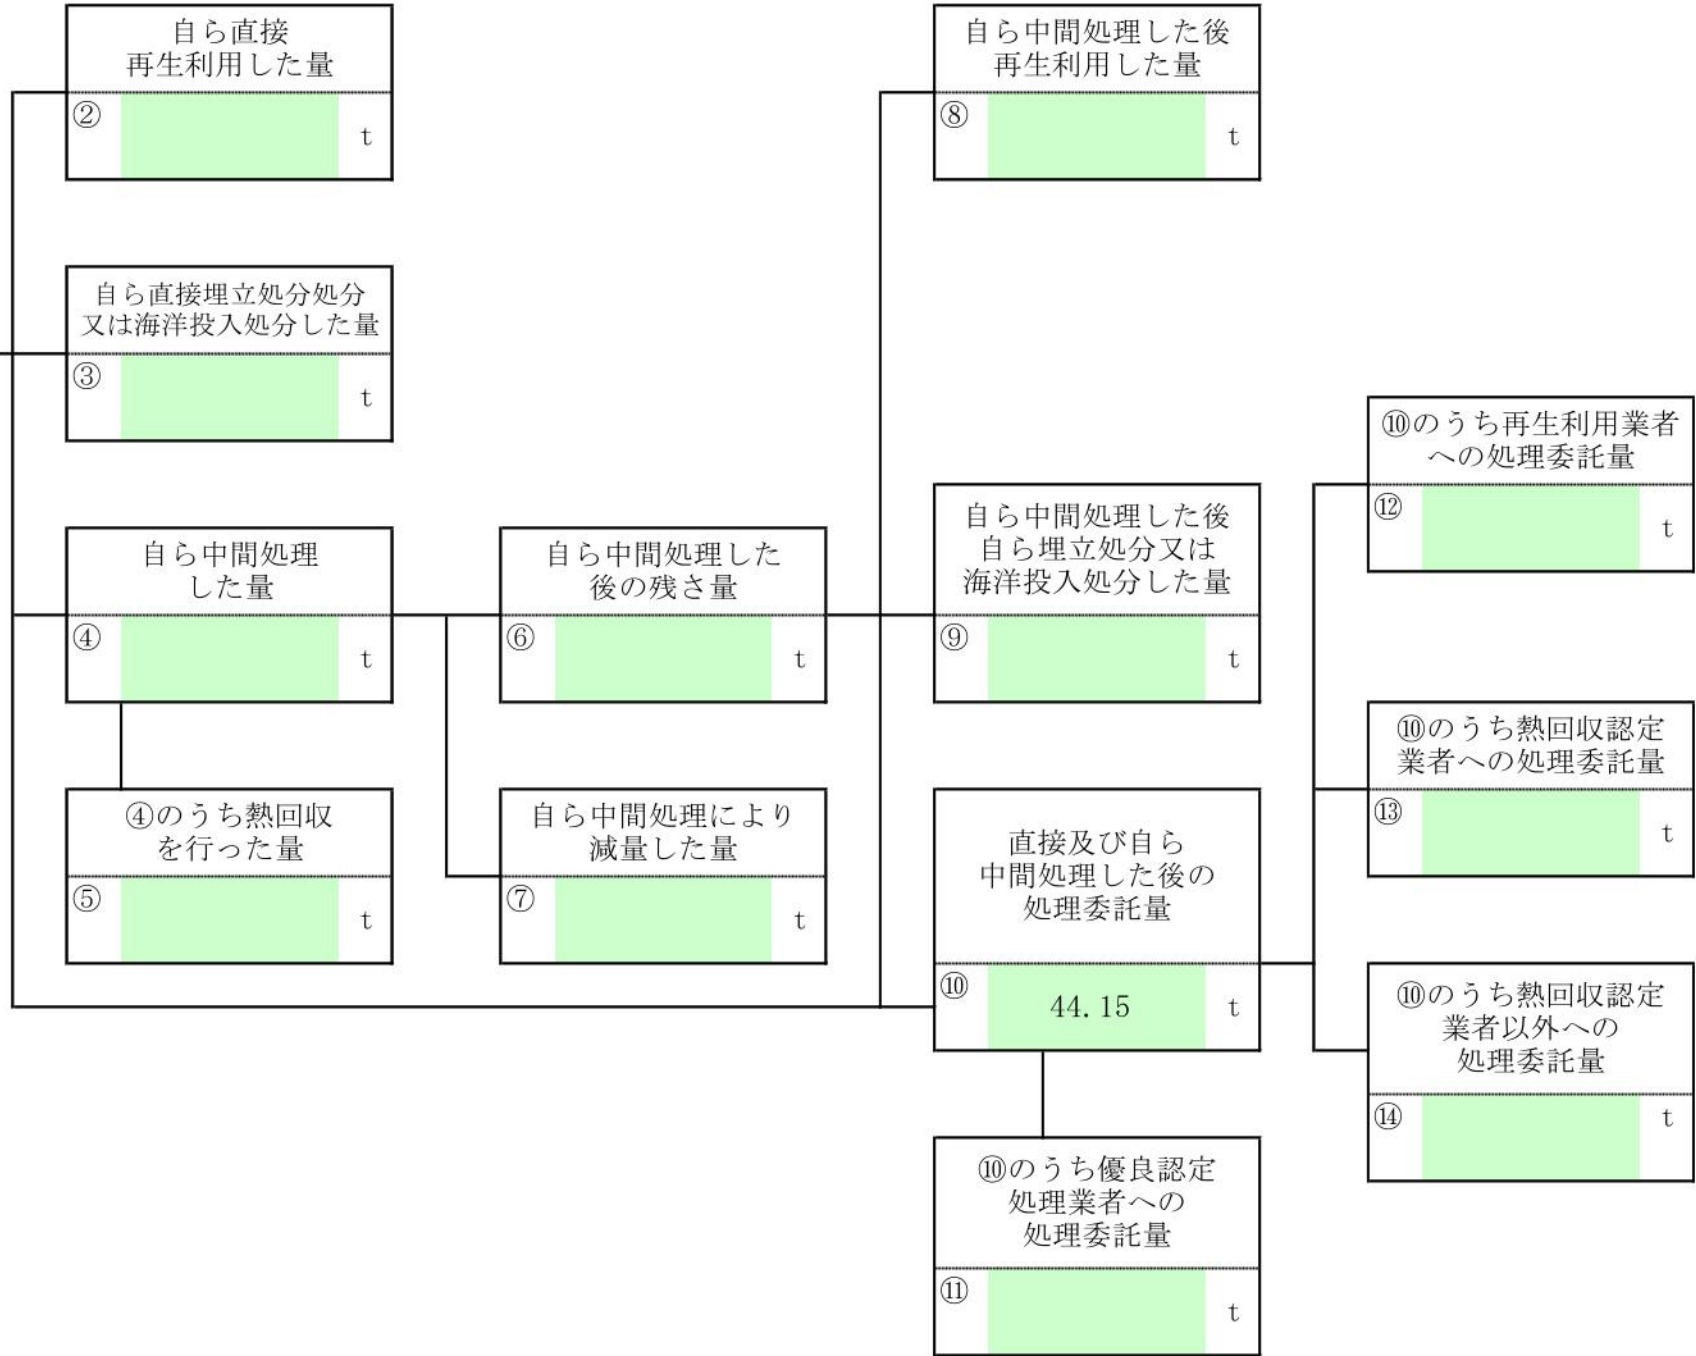 自ら直接
再生利用した量
②
t
自ら中間処理した後
再生利用した量
⑧
t
自ら直接埋立処分処分
又は海洋投入処分した量
③
t
⑩のうち再生利用業者
への処理委託量
⑫
t
自ら中間処理
した量
④
t
自ら中間処理した
後の残さ量
⑥
t
自ら中間処理した後
自ら埋立処分又は
海洋投入処分した量
⑨
t
⑩のうち熱回収認定
業者への処理委託量
⑬
t
④のうち熱回収
を行った量
⑤
t
自ら中間処理により
減量した量
⑦
t
直接及び自ら
中間処理した後の
処理委託量
⑩ 44.15 t
⑩のうち熱回収認定
業者以外への
処理委託量
⑭
t
⑩のうち優良認定
処理業者への
処理委託量
⑪
t